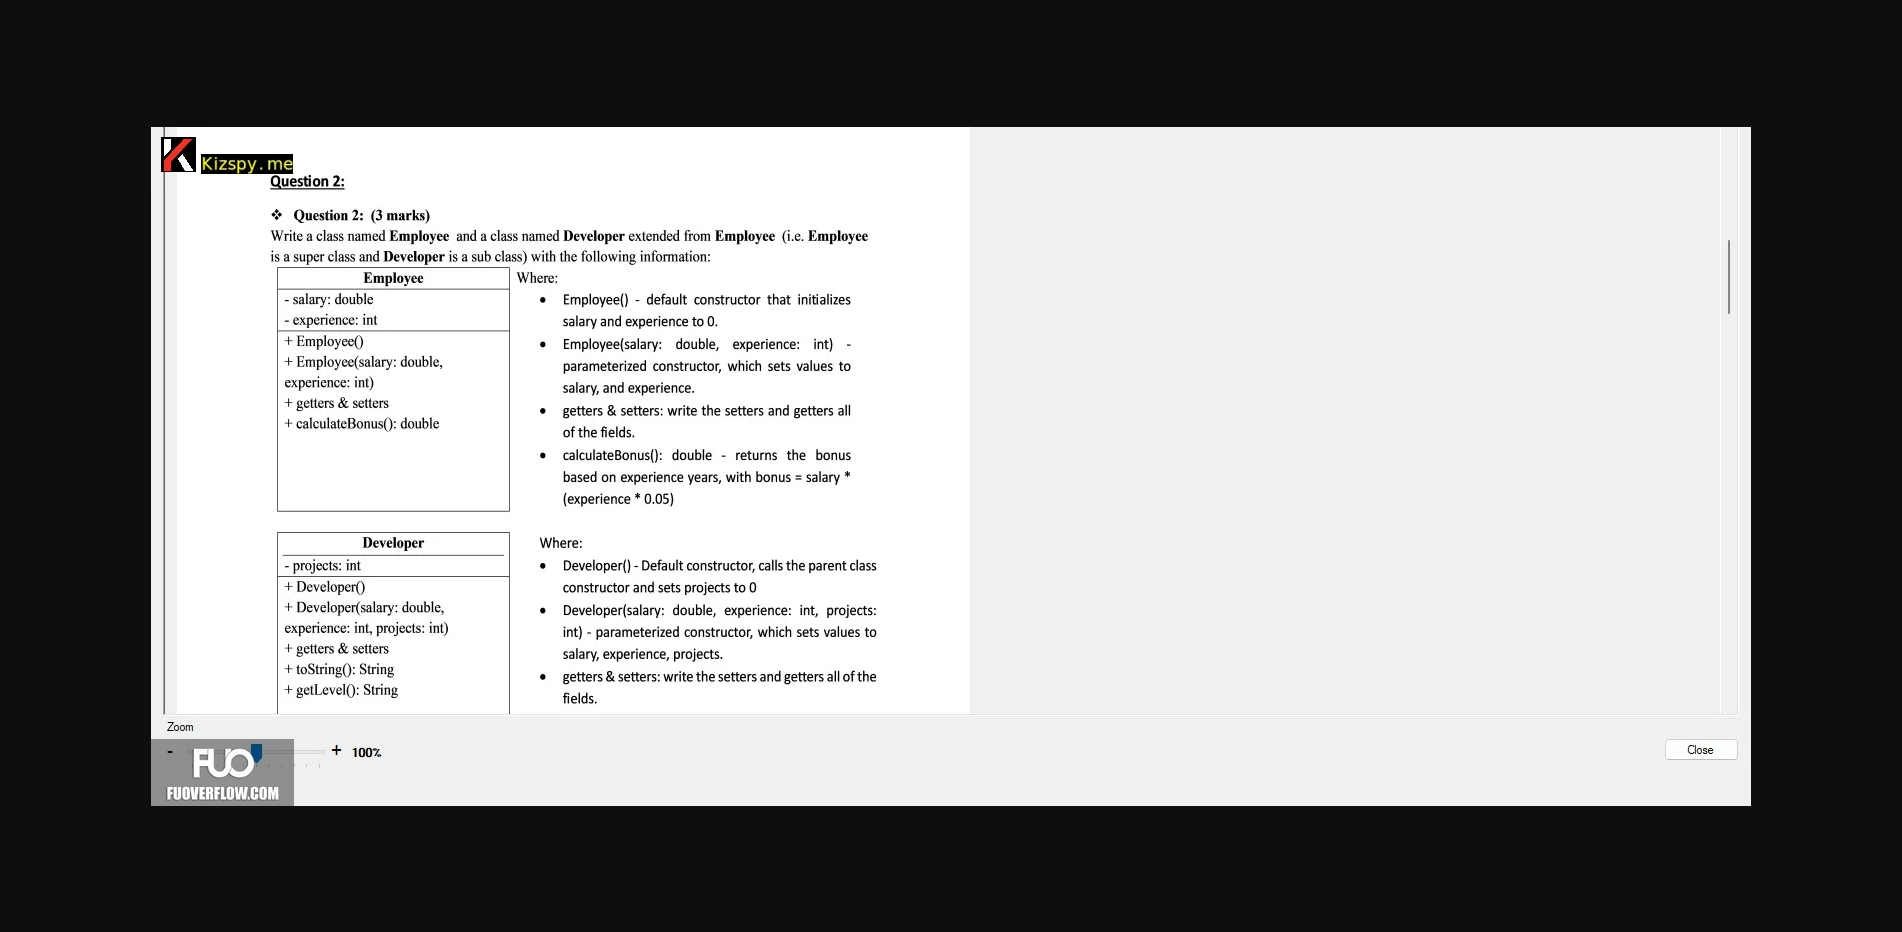 Kizspy.me
Question 2:
❖ Question 2: (3 marks)
Write a class named Employee and a class named Developer extended from Employee (i.e. Employee
is a super class and Developer is a sub class) with the following information:
Employee
- salary: double
- experience: int
+ Employee()
+ Employee(salary: double,
experience: int)
+ getters & setters
+ calculateBonus(): double
Where:
• Employee() - default constructor that initializes
salary and experience to 0.
• Employee(salary: double, experience: int) -
parameterized constructor, which sets values to
salary, and experience.
• getters & setters: write the setters and getters all
of the fields.
• calculateBonus(): double - returns the bonus
based on experience years, with bonus = salary *
(experience * 0.05)
Developer
- projects: int
+ Developer()
+ Developer(salary: double,
experience: int, projects: int)
+ getters & setters
+ toString(): String
+ getLevel(): String
Where:
• Developer() - Default constructor, calls the parent class
constructor and sets projects to 0
• Developer(salary: double, experience: int, projects:
int) - parameterized constructor, which sets values to
salary, experience, projects.
• getters & setters: write the setters and getters all of the
fields.
Zoom
- + 100%
Close
FUO
FUOVERFLOW.COM